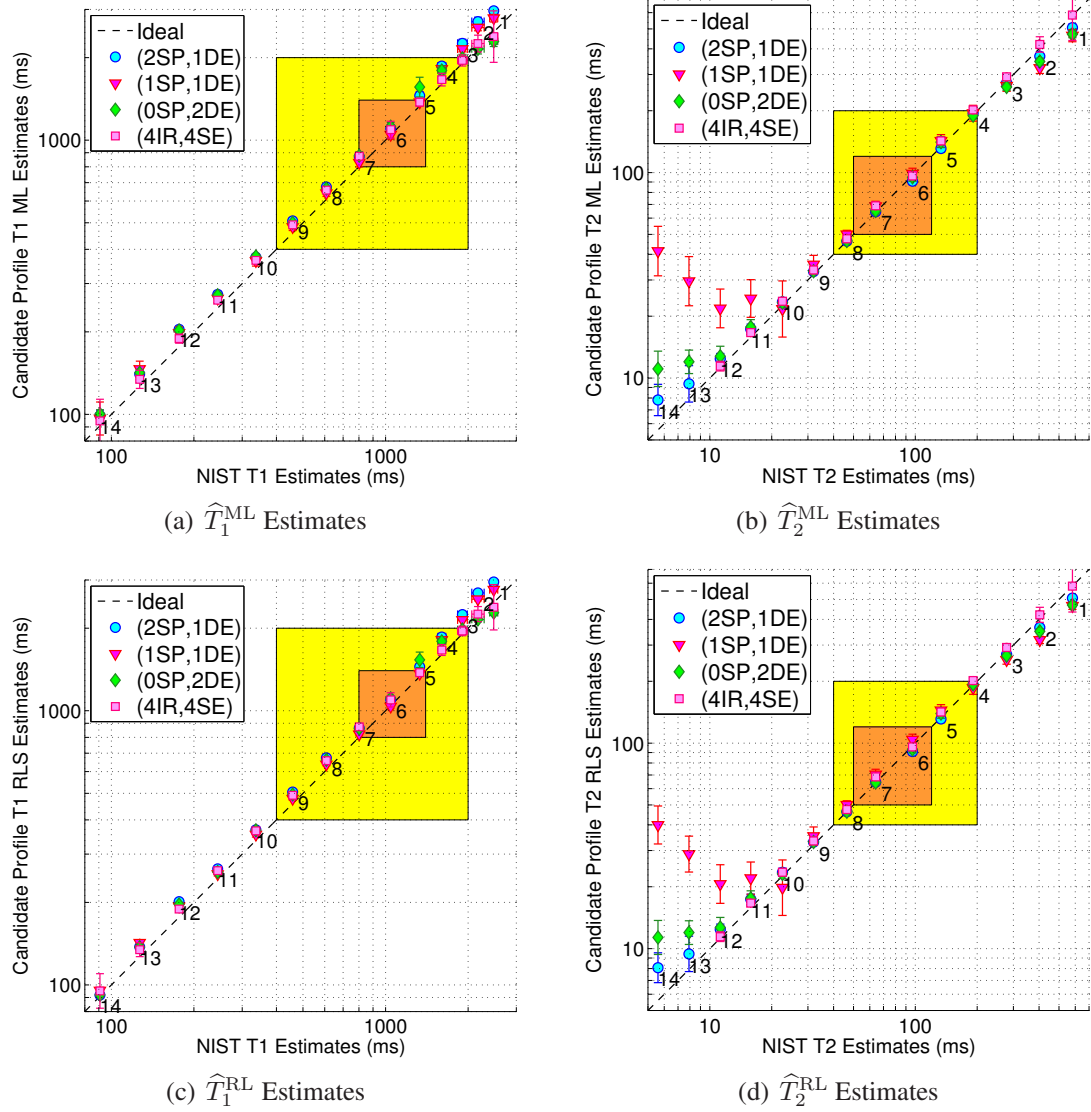 Candidate Profile T1 ML Estimates (ms)
Ideal
(2SP,1DE)
(1SP,1DE)
(0SP,2DE)
(4IR,4SE)
1000
100
1
2
3
4
5
6
7
8
9
10
11
12
13
14
100
1000
NIST T1 Estimates (ms)
(a) T̂₁ᴹᴸ Estimates
Candidate Profile T2 ML Estimates (ms)
Ideal
(2SP,1DE)
(1SP,1DE)
(0SP,2DE)
(4IR,4SE)
100
10
1
2
3
4
5
6
7
8
9
10
11
12
13
14
10
100
NIST T2 Estimates (ms)
(b) T̂₂ᴹᴸ Estimates
Candidate Profile T1 RLS Estimates (ms)
Ideal
(2SP,1DE)
(1SP,1DE)
(0SP,2DE)
(4IR,4SE)
1000
100
1
2
3
4
5
6
7
8
9
10
11
12
13
14
100
1000
NIST T1 Estimates (ms)
(c) T̂₁ᴿᴸ Estimates
Candidate Profile T2 RLS Estimates (ms)
Ideal
(2SP,1DE)
(1SP,1DE)
(0SP,2DE)
(4IR,4SE)
100
10
1
2
3
4
5
6
7
8
9
10
11
12
13
14
10
100
NIST T2 Estimates (ms)
(d) T̂₂ᴿᴸ Estimates